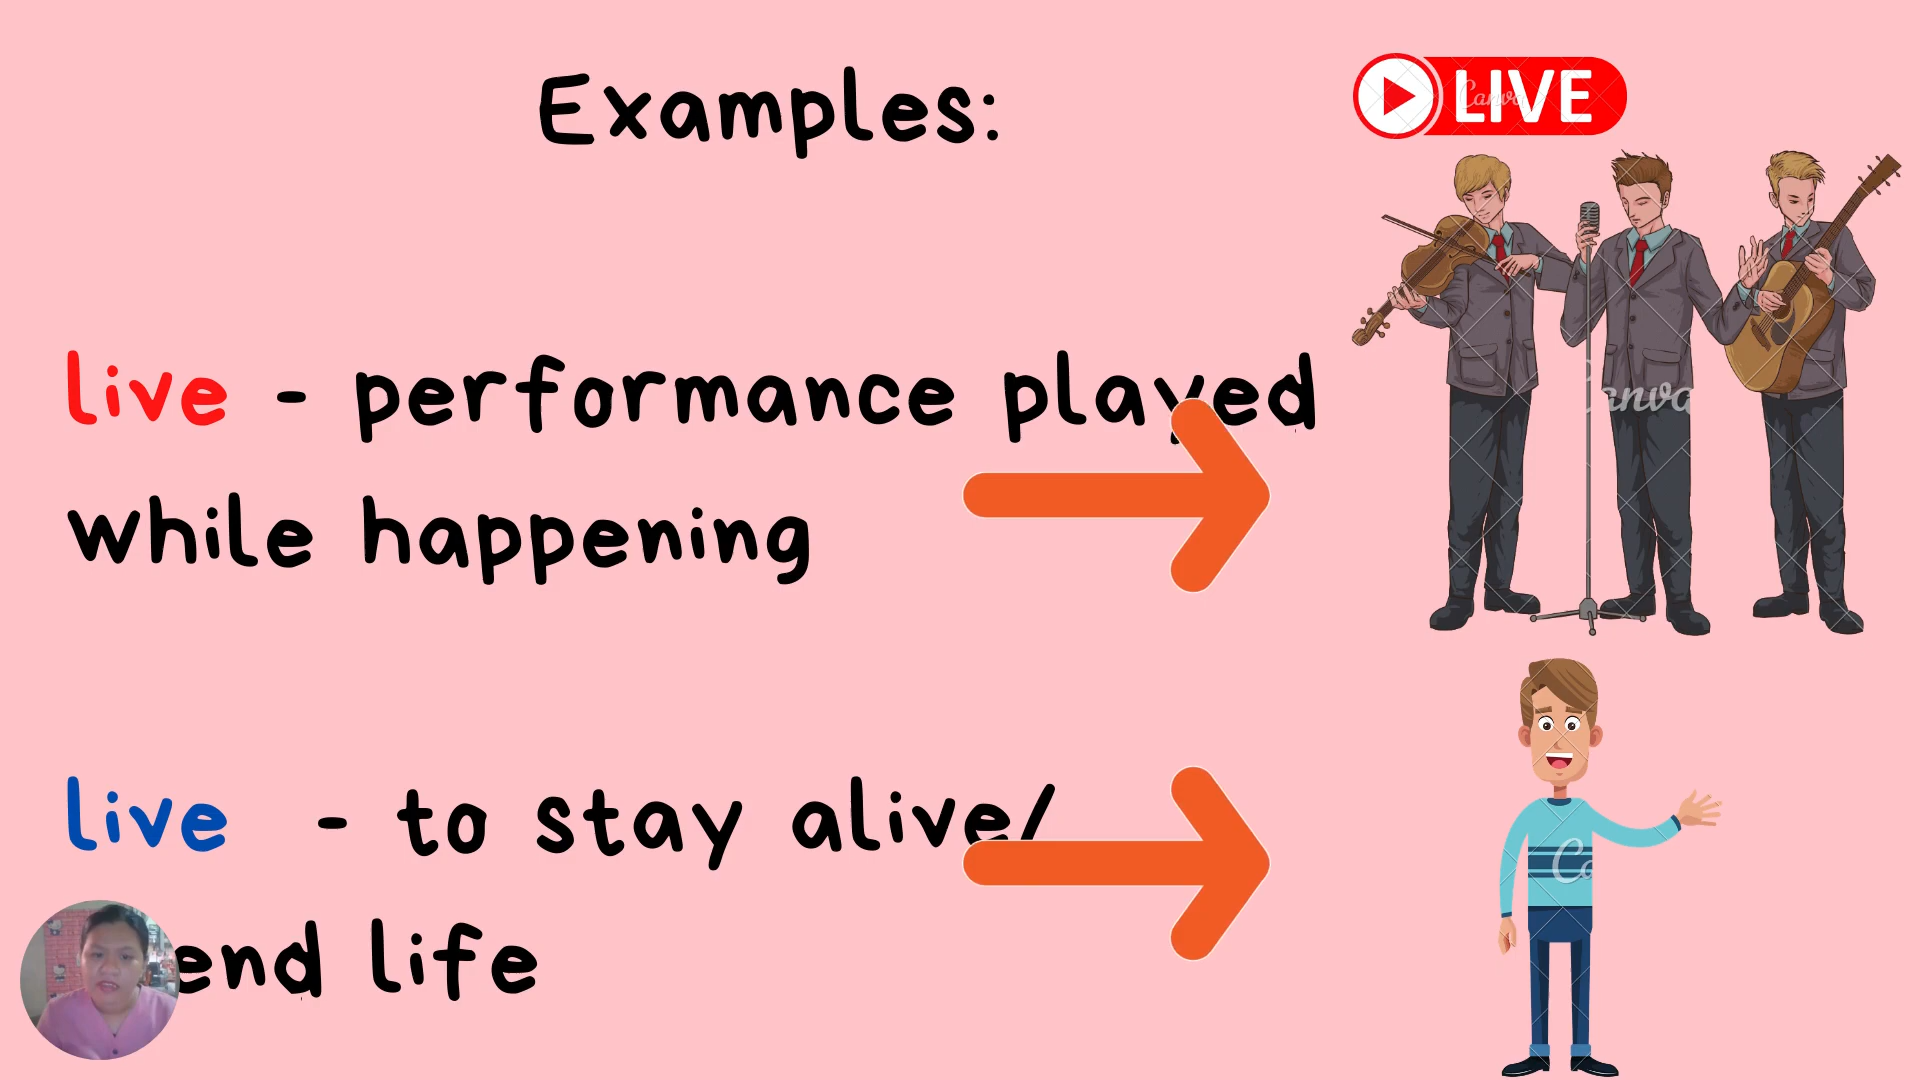 Examples:
LIVE
live - performance played
while happening
live - to stay alive/
end life